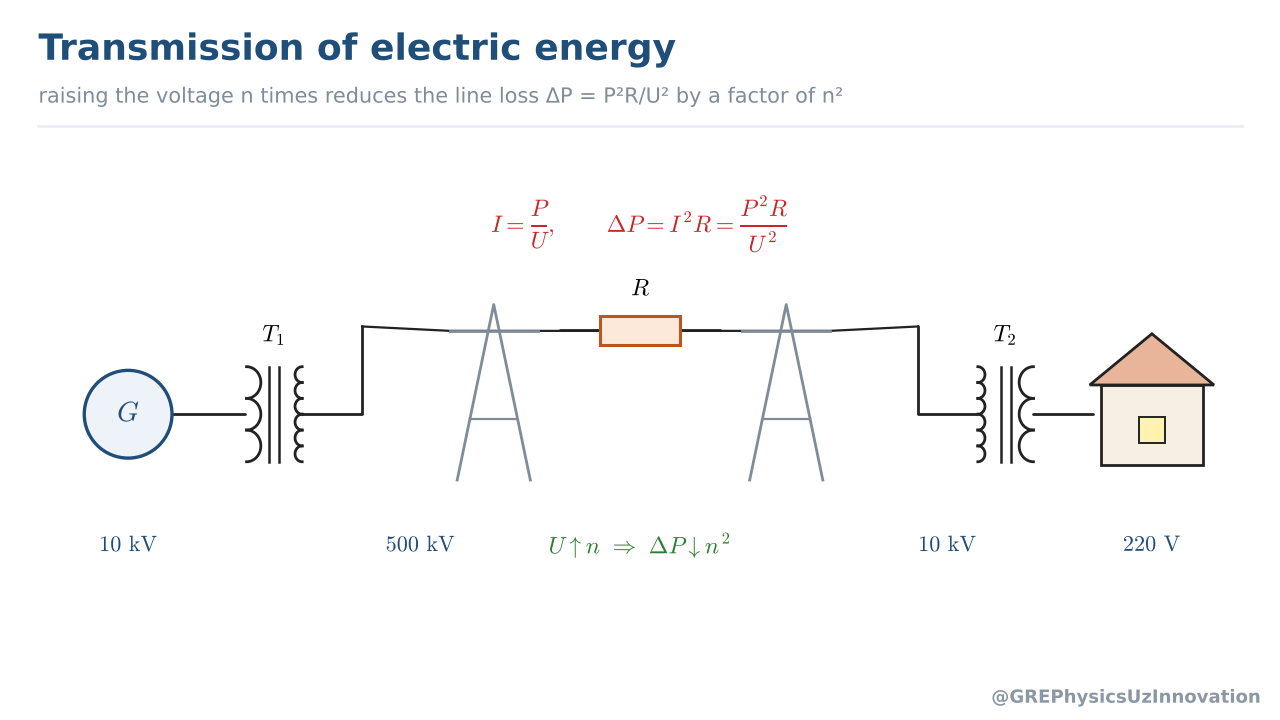 Transmission of electric energy
raising the voltage n times reduces the line loss ΔP = P²R/U² by a factor of n²
I = P/U, ΔP = I²R = P²R/U²
R
T₁
T₂
G
10 kV
500 kV
U↑n ⇒ ΔP↓n²
10 kV
220 V
@GREPhysicsUzInnovation